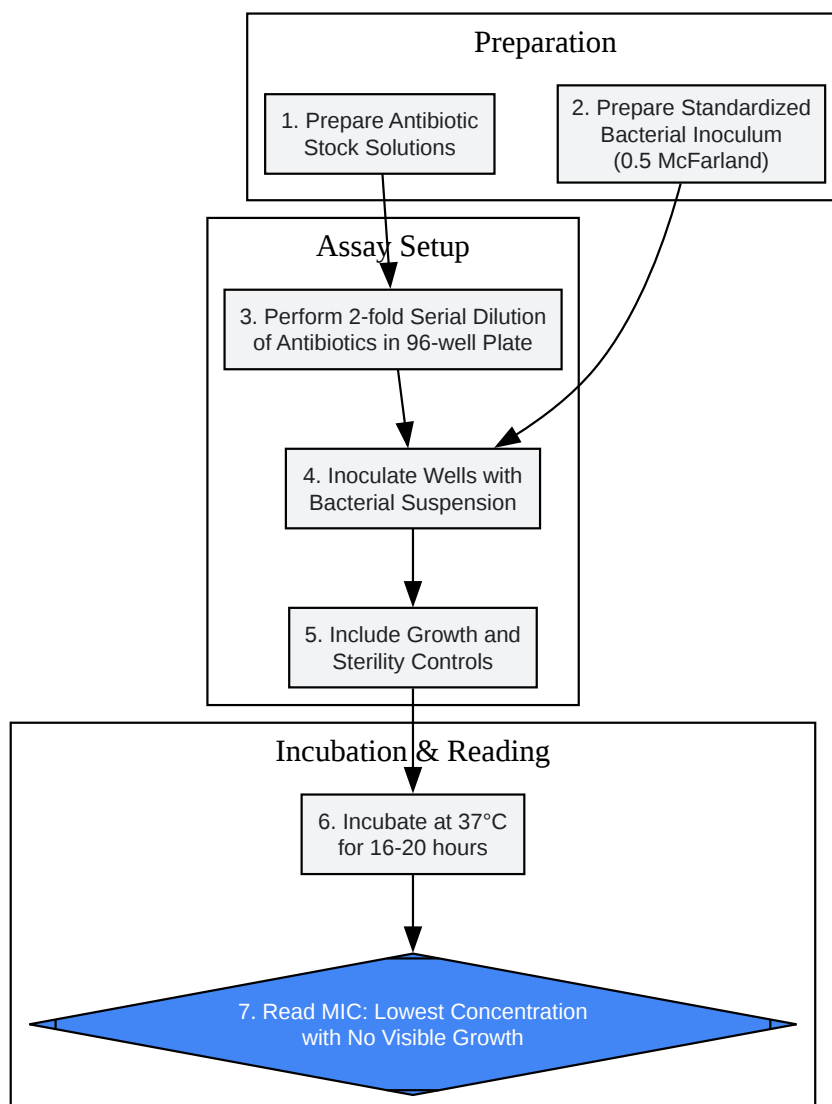 Preparation
1. Prepare Antibiotic
Stock Solutions
2. Prepare Standardized
Bacterial Inoculum
(0.5 McFarland)
Assay Setup
3. Perform 2-fold Serial Dilution
of Antibiotics in 96-well Plate
4. Inoculate Wells with
Bacterial Suspension
5. Include Growth and
Sterility Controls
Incubation & Reading
6. Incubate at 37°C
for 16-20 hours
7. Read MIC: Lowest Concentration
with No Visible Growth